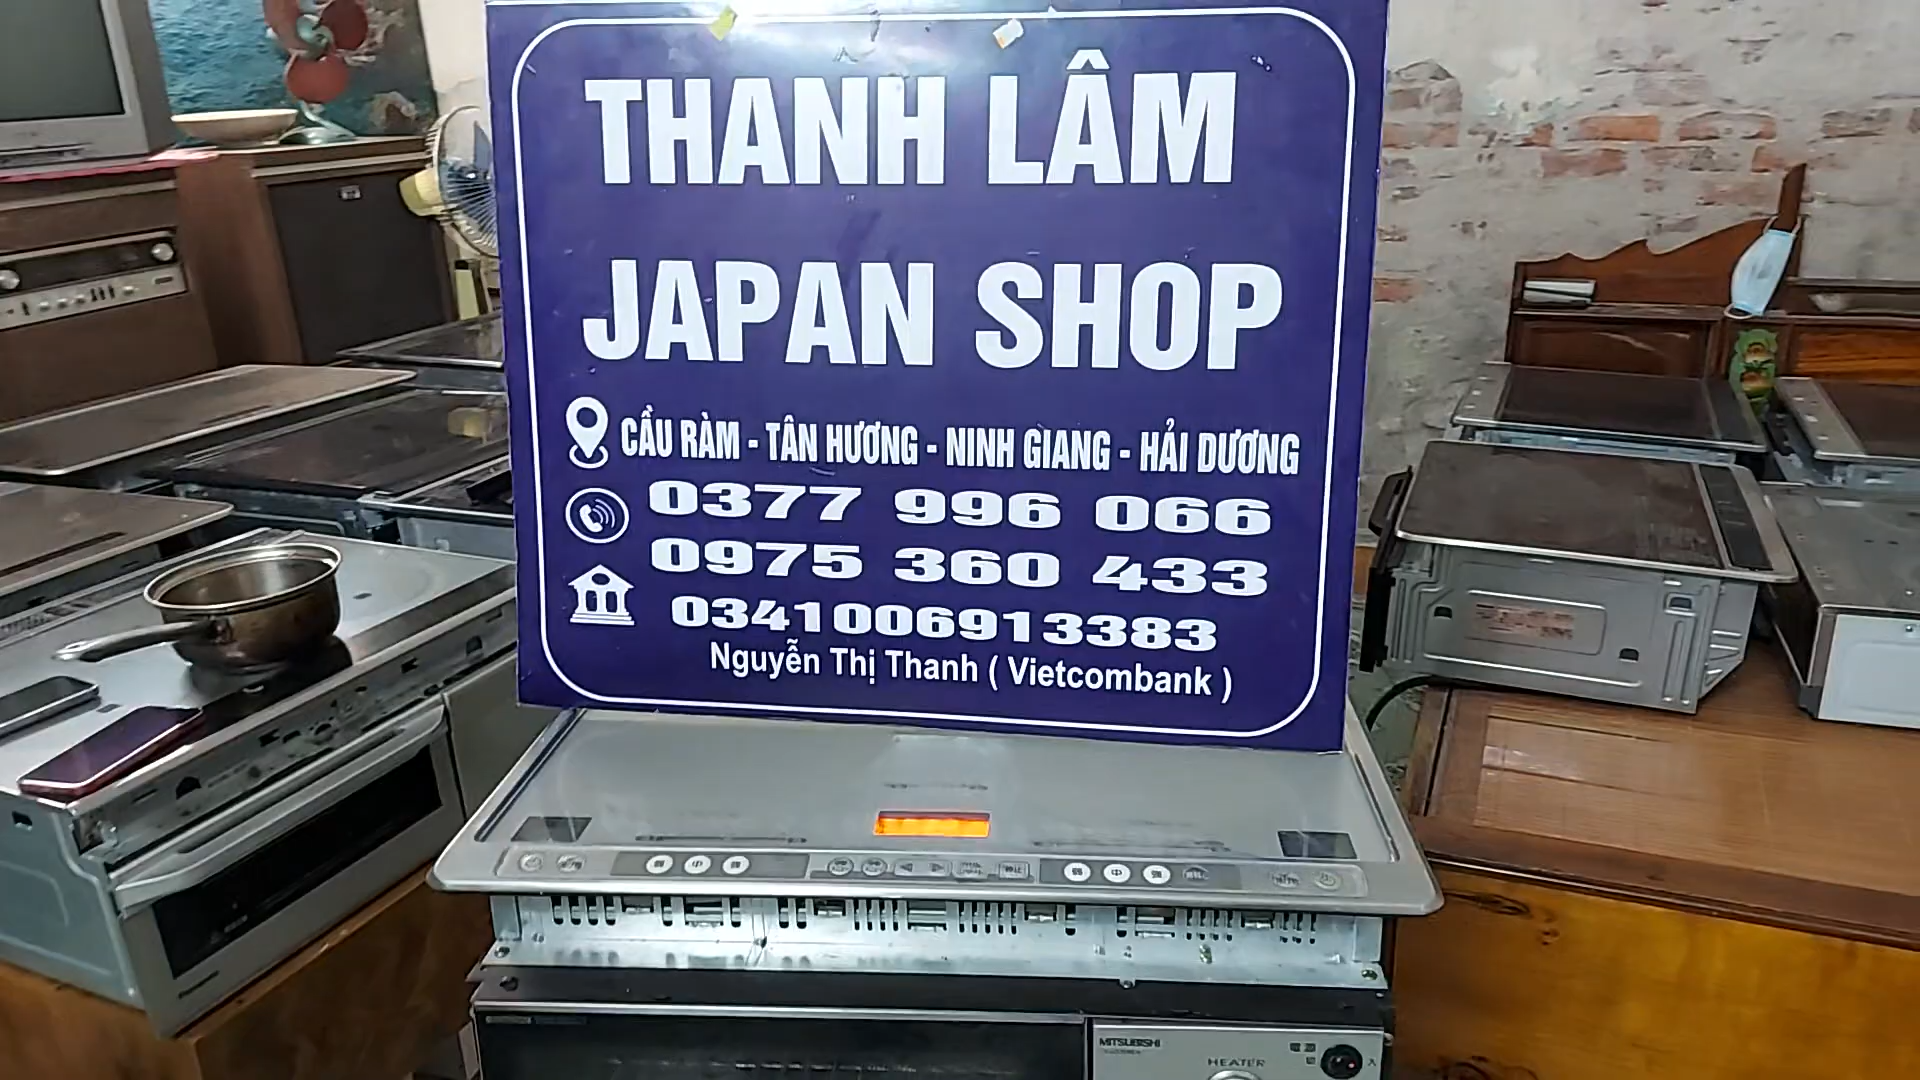 THANH LÂM
JAPAN SHOP
CẦU RÀM - TÂN HƯƠNG - NINH GIANG - HẢI DƯƠNG
0377 996 066
0975 360 433
0341006913383
Nguyễn Thị Thanh ( Vietcombank )
MITSUBISHI
HEATER